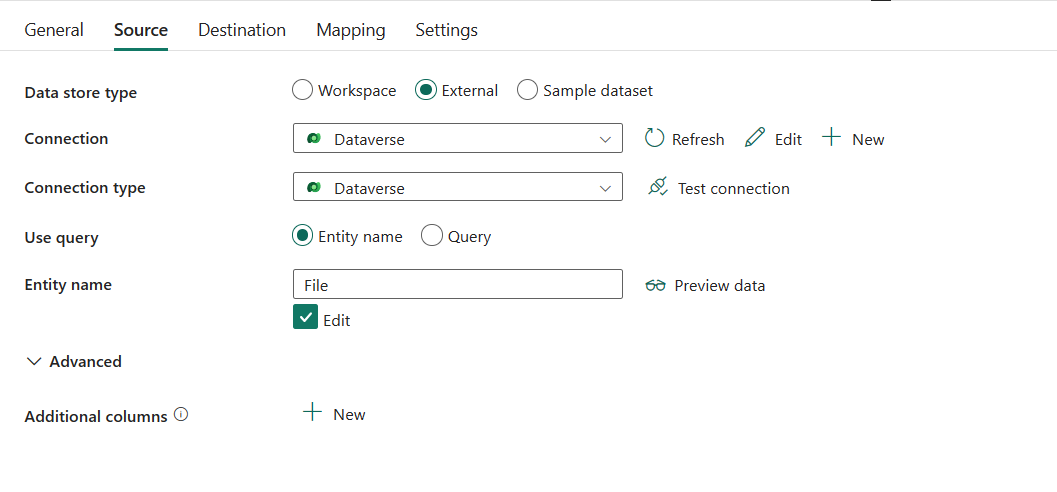 General Source Destination Mapping Settings
Data store type Workspace External Sample dataset
Connection Dataverse Refresh Edit New
Connection type Dataverse Test connection
Use query Entity name Query
Entity name File Preview data
Edit
Advanced
Additional columns New